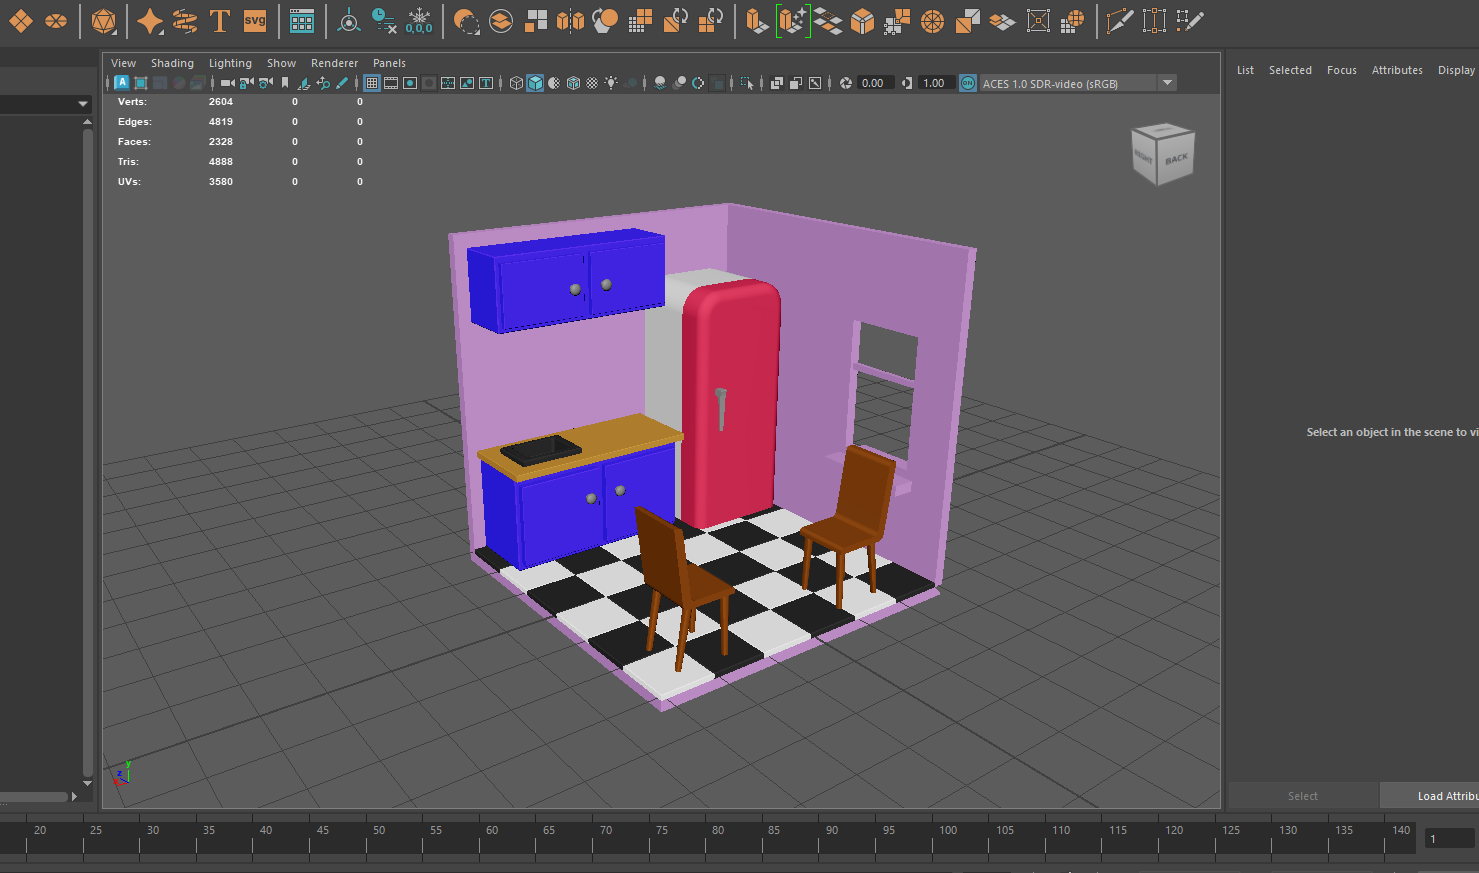 T
svg
0,0,0
View Shading Lighting Show Renderer Panels
A
T
0.00
1.00
ON
ACES 1.0 SDR-video (sRGB)
List Selected Focus Attributes Display
Verts: 2604 0 0
Edges: 4819 0 0
Faces: 2328 0 0
Tris: 4888 0 0
UVs: 3580 0 0
RIGHT
BACK
Select an object in the scene to vi
y
z
Select
Load Attribu
20 25 30 35 40 45 50 55 60 65 70 75 80 85 90 95 100 105 110 115 120 125 130 135 140
1